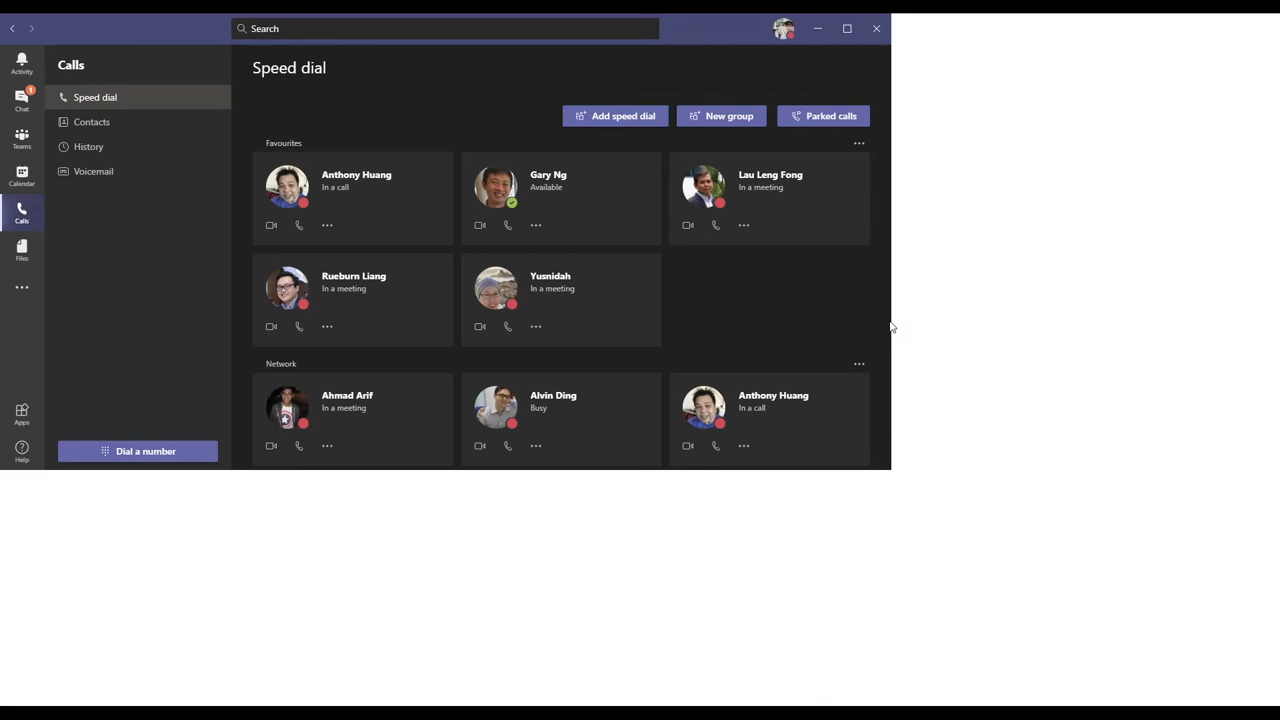 Search
Activity
1
Chat
Teams
Calendar
Calls
Files
Apps
Help
Calls
Speed dial
Contacts
History
Voicemail
Dial a number
Speed dial
Add speed dial
New group
Parked calls
Favourites
Anthony Huang
In a call
Gary Ng
Available
Lau Leng Fong
In a meeting
Rueburn Liang
In a meeting
Yusnidah
In a meeting
Network
Ahmad Arif
In a meeting
Alvin Ding
Busy
Anthony Huang
In a call